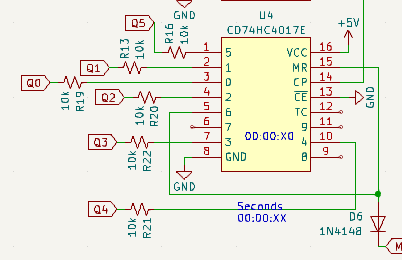 GND
Q5
R18
10k
U4
CD74HC4017E
+5V
R13
10k
Q1
Q0
10k
R19
Q2
10k
R20
Q3
10k
R22
Q4
10k
R21
1 5 VCC 16
2 1 MR 15
3 0 CP 14
4 2 CE 13 GND
5 6 TC 12
6 7 9 11
7 3 4 10
8 GND 8 9
00:00:X0
GND
Seconds
00:00:XX
D6
1N4148
M